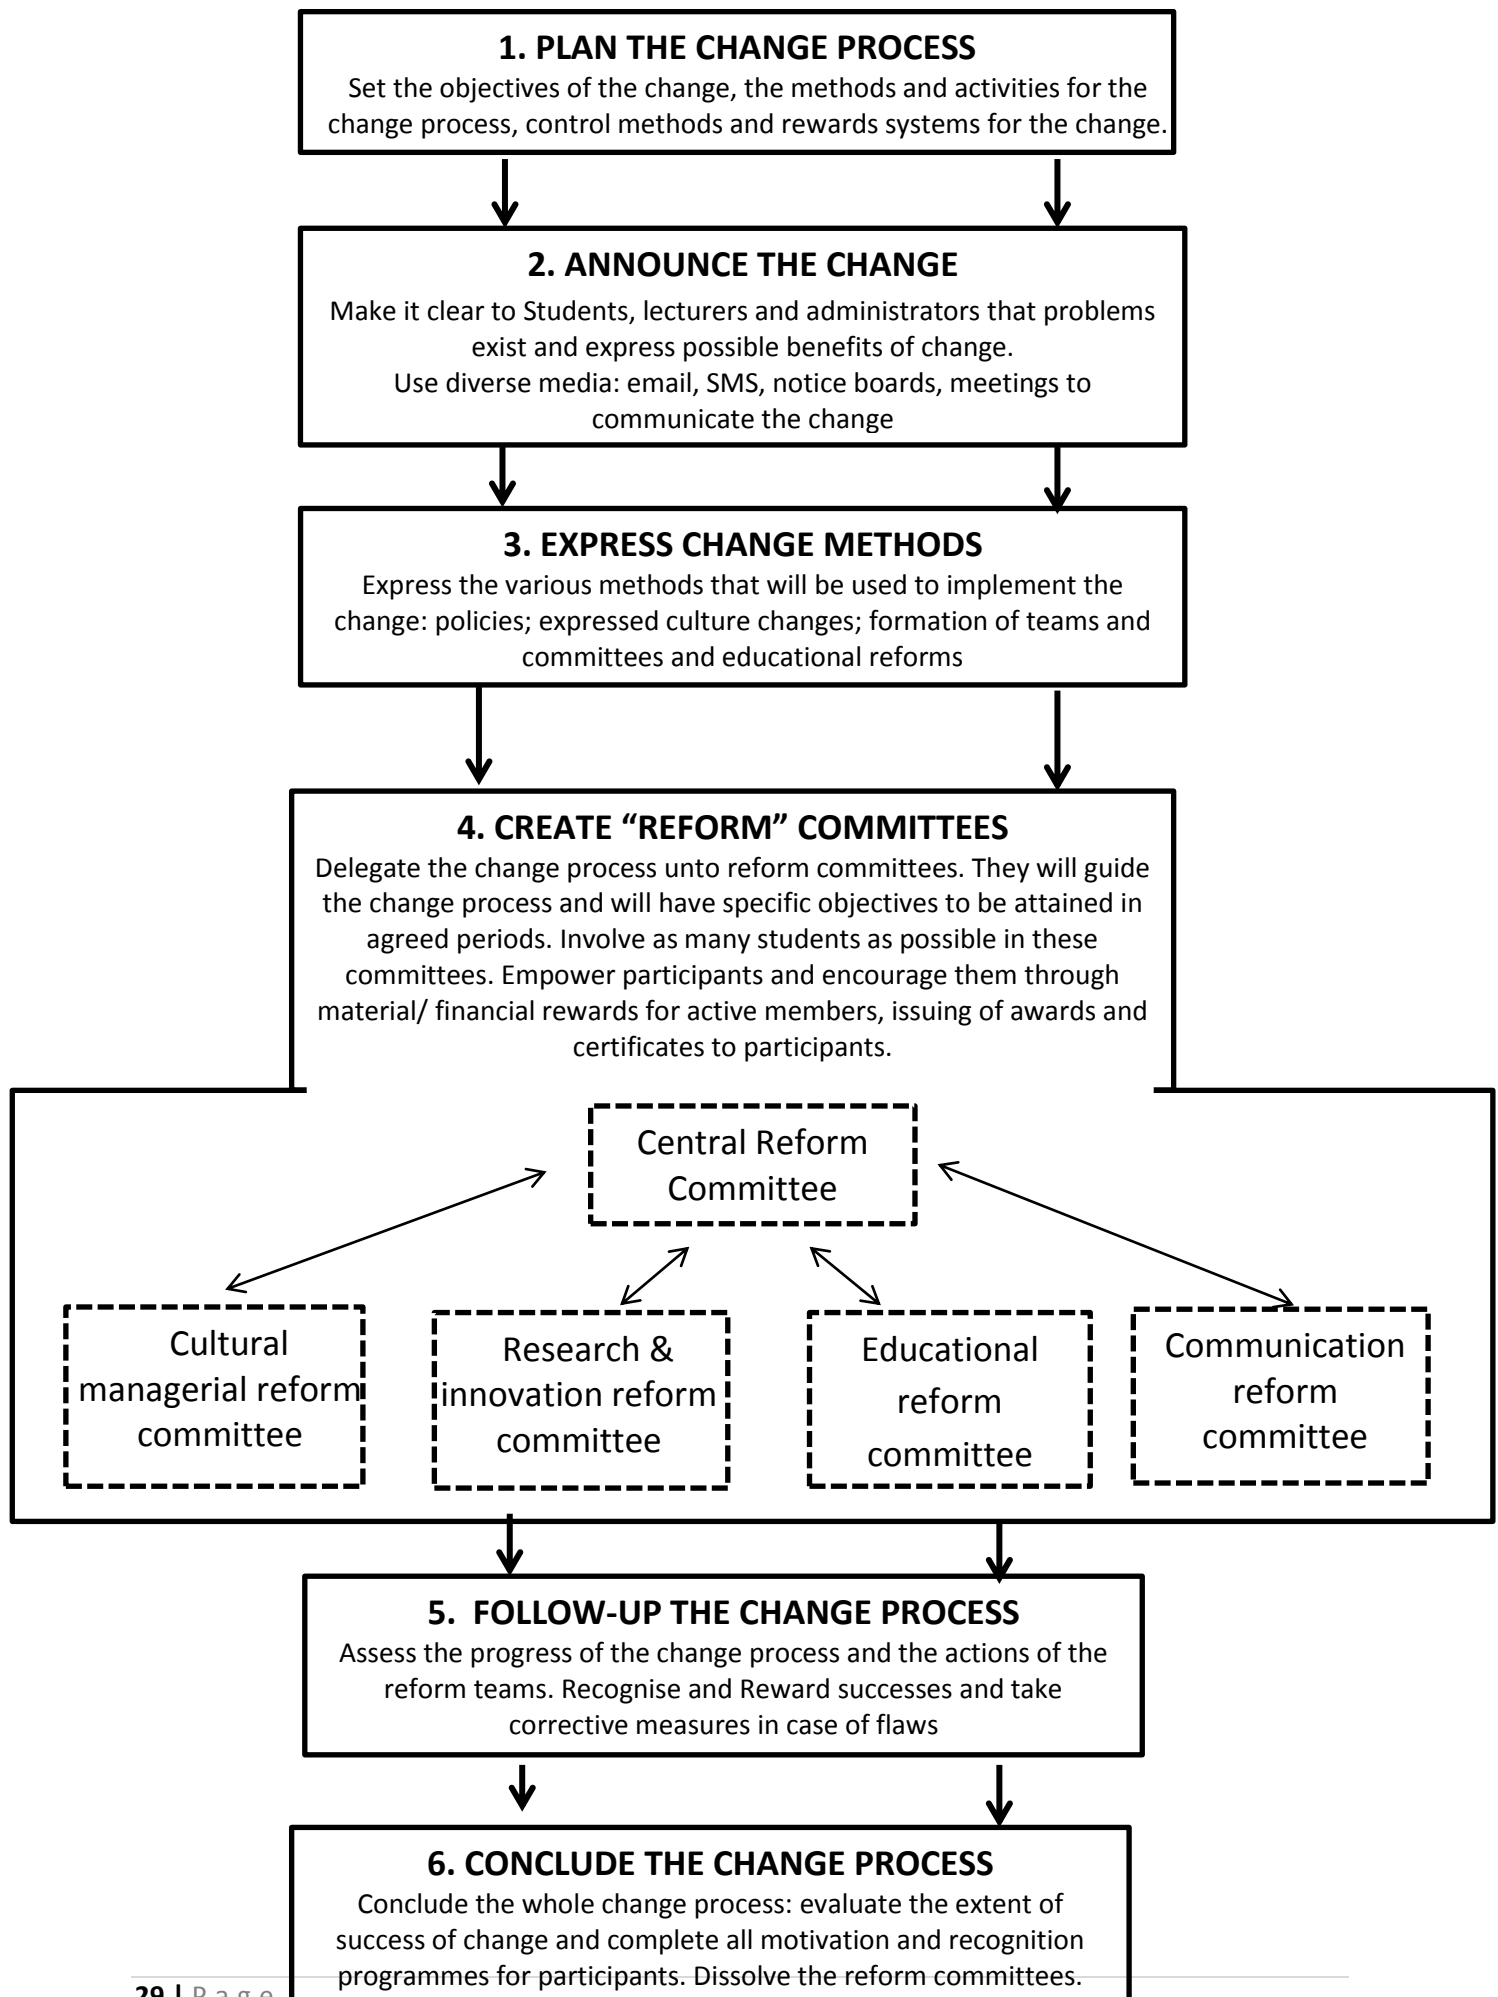 1. PLAN THE CHANGE PROCESS
Set the objectives of the change, the methods and activities for the
change process, control methods and rewards systems for the change.
2. ANNOUNCE THE CHANGE
Make it clear to Students, lecturers and administrators that problems
exist and express possible benefits of change.
Use diverse media: email, SMS, notice boards, meetings to
communicate the change
3. EXPRESS CHANGE METHODS
Express the various methods that will be used to implement the
change: policies; expressed culture changes; formation of teams and
committees and educational reforms
4. CREATE “REFORM” COMMITTEES
Delegate the change process unto reform committees. They will guide
the change process and will have specific objectives to be attained in
agreed periods. Involve as many students as possible in these
committees. Empower participants and encourage them through
material/ financial rewards for active members, issuing of awards and
certificates to participants.
Central Reform
Committee
Cultural
managerial reform
committee
Research &
innovation reform
committee
Educational
reform
committee
Communication
reform
committee
5. FOLLOW-UP THE CHANGE PROCESS
Assess the progress of the change process and the actions of the
reform teams. Recognise and Reward successes and take
corrective measures in case of flaws
6. CONCLUDE THE CHANGE PROCESS
Conclude the whole change process: evaluate the extent of
success of change and complete all motivation and recognition
programmes for participants. Dissolve the reform committees.
29 | Page